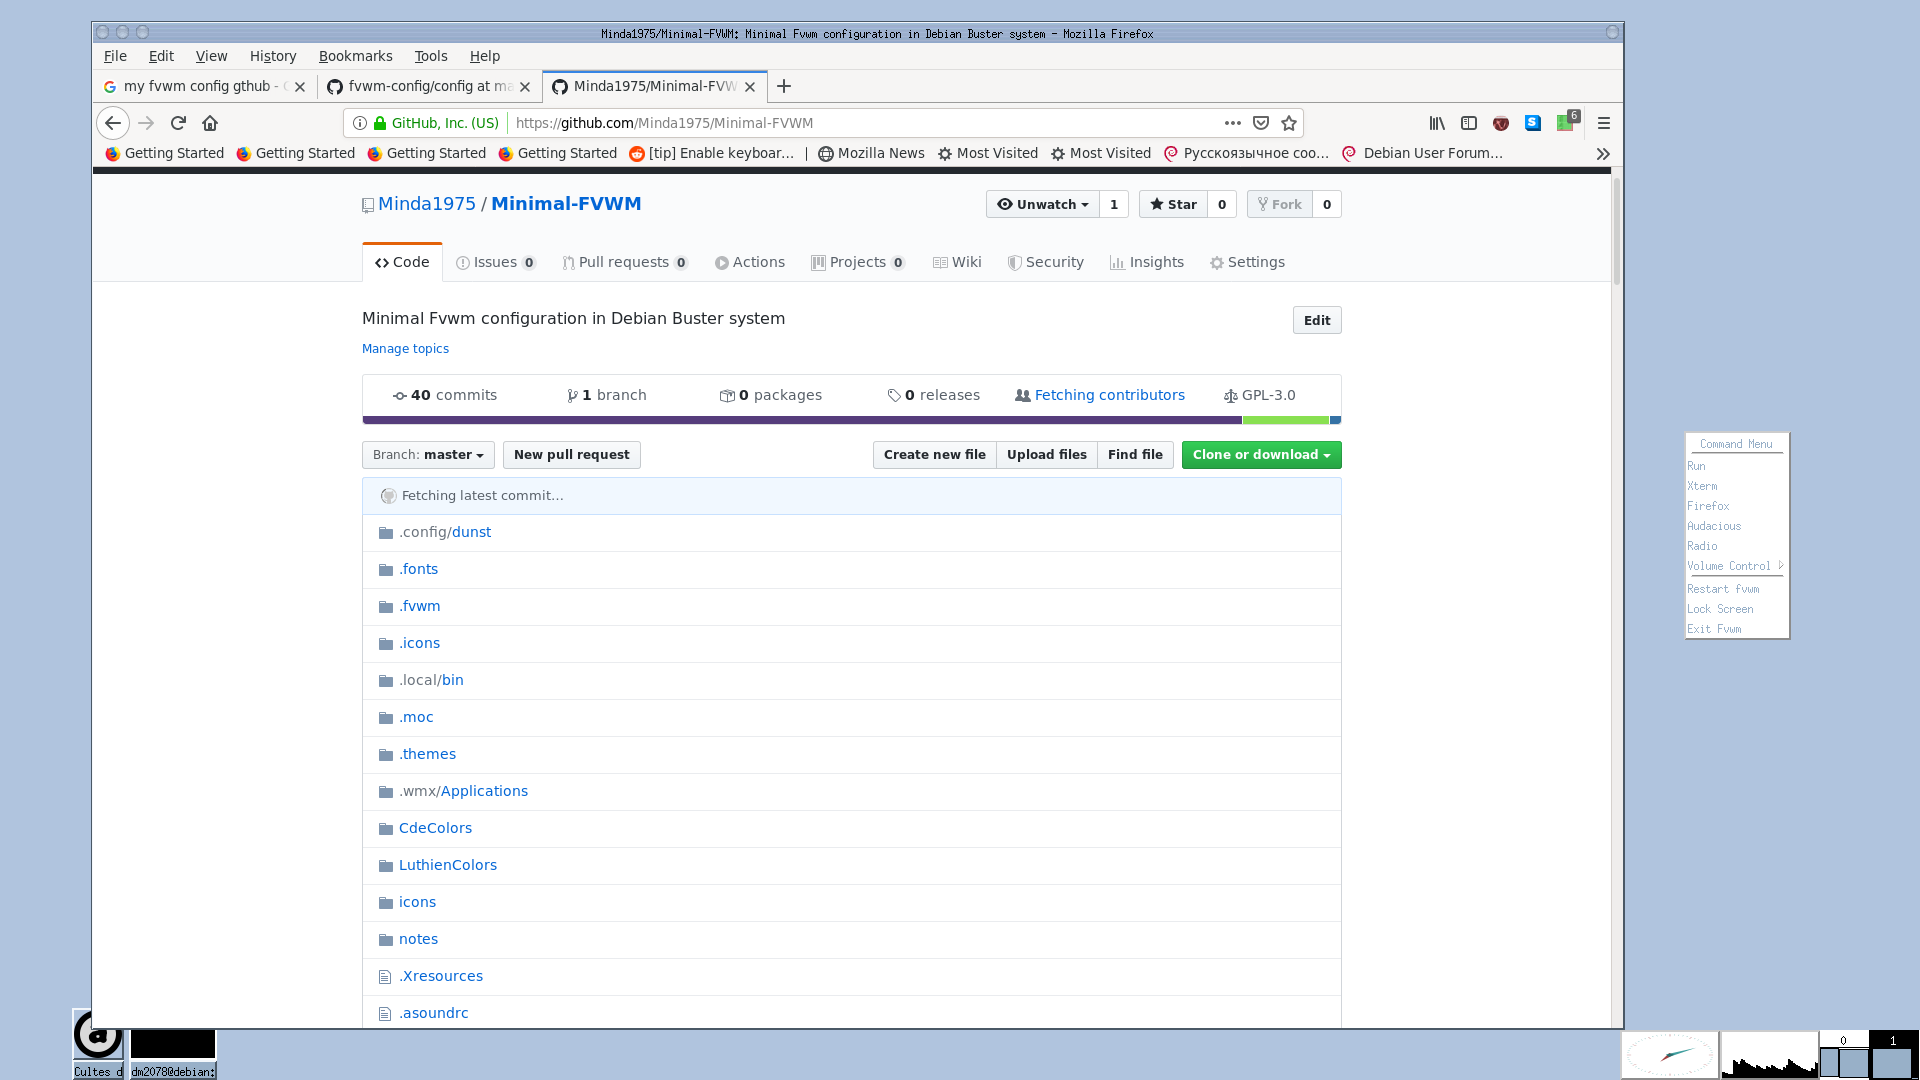 Minda1975/Minimal-FVWM: Minimal Fvwm configuration in Debian Buster system - Mozilla Firefox
File Edit View History Bookmarks Tools Help
my fvwm config gthub - fvwm-config/config at ma Minda1975/Minimal-FVW
GitHub, Inc. (US) https://github.com/Minda1975/Minimal-FVWM 6
Getting Started Getting Started Getting Started Getting Started [tip] Enable keyboar... | Mozilla News Most Visited Most Visited Русскоязычное соо... Debian User Forum...
Minda1975 / Minimal-FVWM Unwatch 1 Star 0 Fork 0
Code Issues 0 Pull requests 0 Actions Projects 0 Wiki Security Insights Settings
Minimal Fvwm configuration in Debian Buster system Edit
Manage topics
40 commits 1 branch 0 packages 0 releases Fetching contributors GPL-3.0
Branch: master New pull request Create new file Upload files Find file Clone or download
Fetching latest commit...
.config/dunst
.fonts
.fvwm
.icons
.local/bin
.moc
.themes
.wmx/Applications
CdeColors
LuthienColors
icons
notes
.Xresources
.asoundrc
Command Menu
Run
Xterm
Firefox
Audacious
Radio
Volume Control
Restart fvwm
Lock Screen
Exit Fvwm
Cultes d dm2078@debian:
0 1